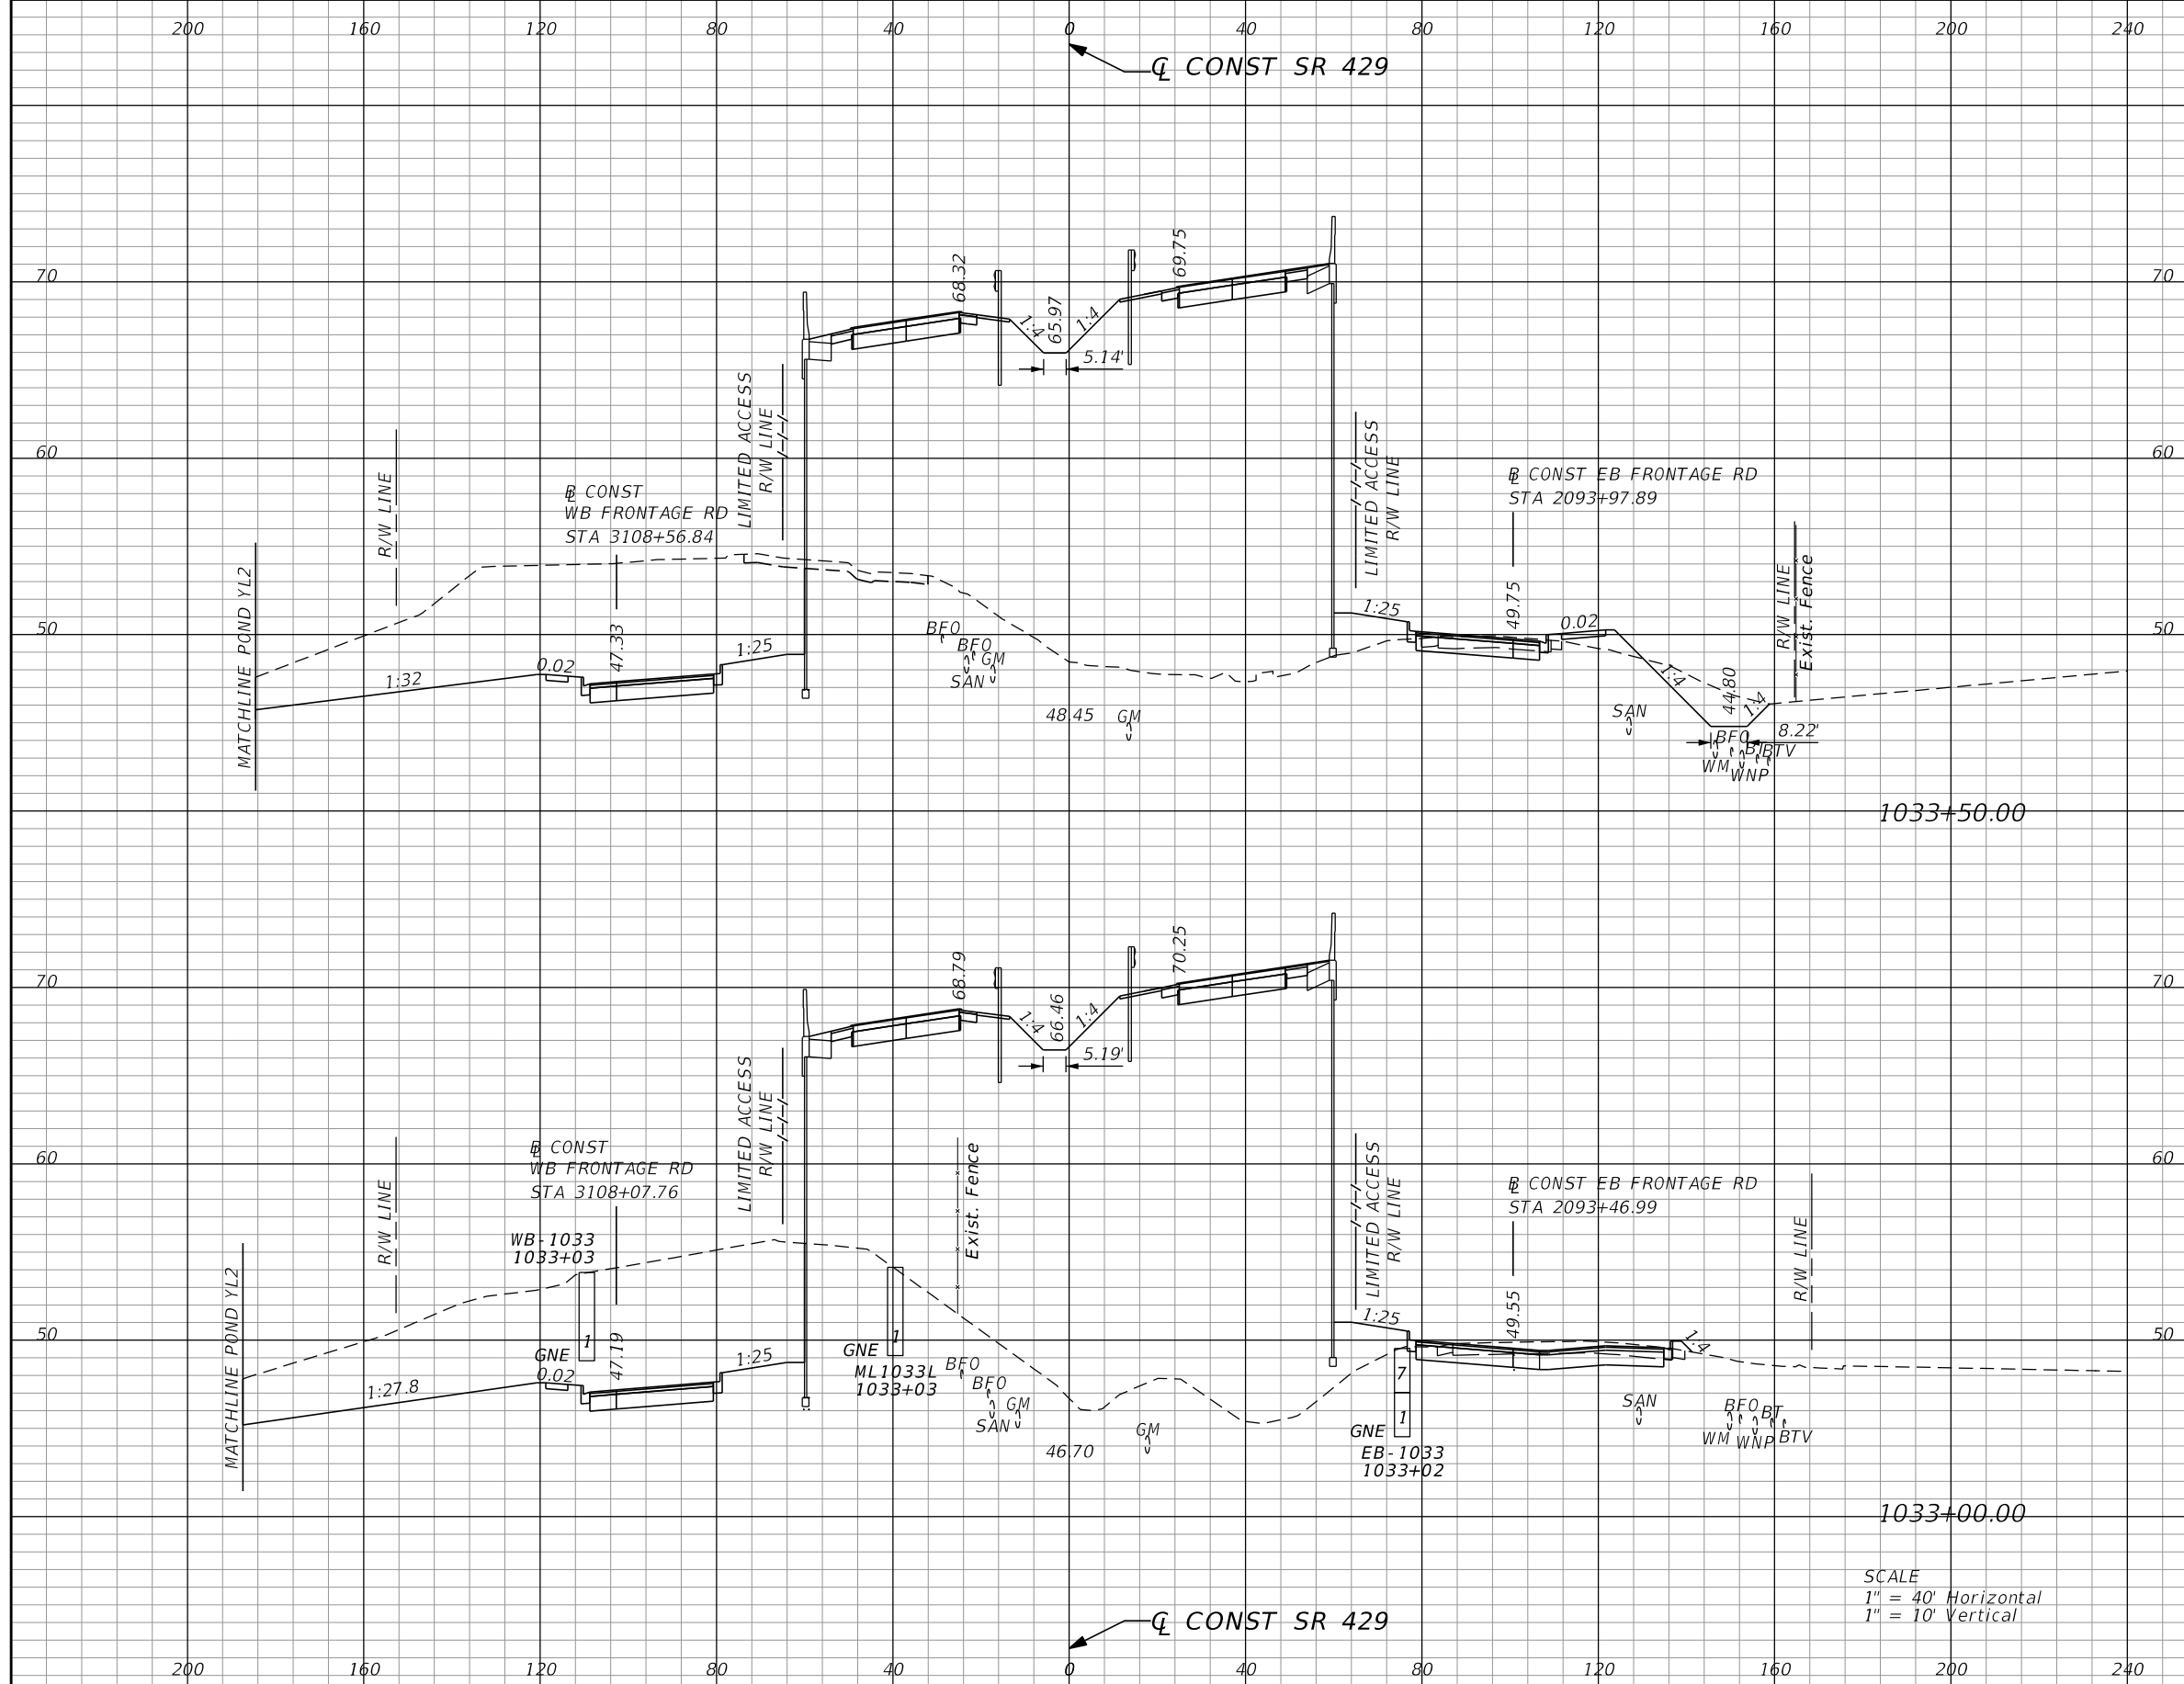 200 160 120 80 40 0 40 80 120 160 200 240
℄ CONST SR 429
70 70
60 60
50 50
68.32
69.75
65.97
1:4
1:4
5.14'
LIMITED ACCESS
R/W LINE
LIMITED ACCESS
R/W LINE
R/W LINE
BL CONST
WB FRONTAGE RD
STA 3108+56.84
BL CONST EB FRONTAGE RD
STA 2093+97.89
MATCHLINE POND YL2
1:32
0.02
47.33
1:25
BFO
BFO
GM
SAN
48.45
GM
1:25
49.75
0.02
1:4
44.80
1:4
8.22'
R/W LINE
Exist. Fence
SAN
BFO
BT
BTV
WM
WNP
1033+50.00
70 70
60 60
50 50
68.79
70.25
66.46
1:4
1:4
5.19'
LIMITED ACCESS
R/W LINE
LIMITED ACCESS
R/W LINE
R/W LINE
BL CONST
WB FRONTAGE RD
STA 3108+07.76
BL CONST EB FRONTAGE RD
STA 2093+46.99
WB-1033
1033+03
1
GNE
MATCHLINE POND YL2
1:27.8
0.02
47.19
1:25
Exist. Fence
1
GNE
ML1033L
1033+03
BFO
BFO
GM
SAN
46.70
GM
1:25
49.55
1:4
R/W LINE
7
1
GNE
EB-1033
1033+02
SAN
BFO
BT
WM
WNP
BTV
1033+00.00
SCALE
1" = 40' Horizontal
1" = 10' Vertical
℄ CONST SR 429
200 160 120 80 40 0 40 80 120 160 200 240